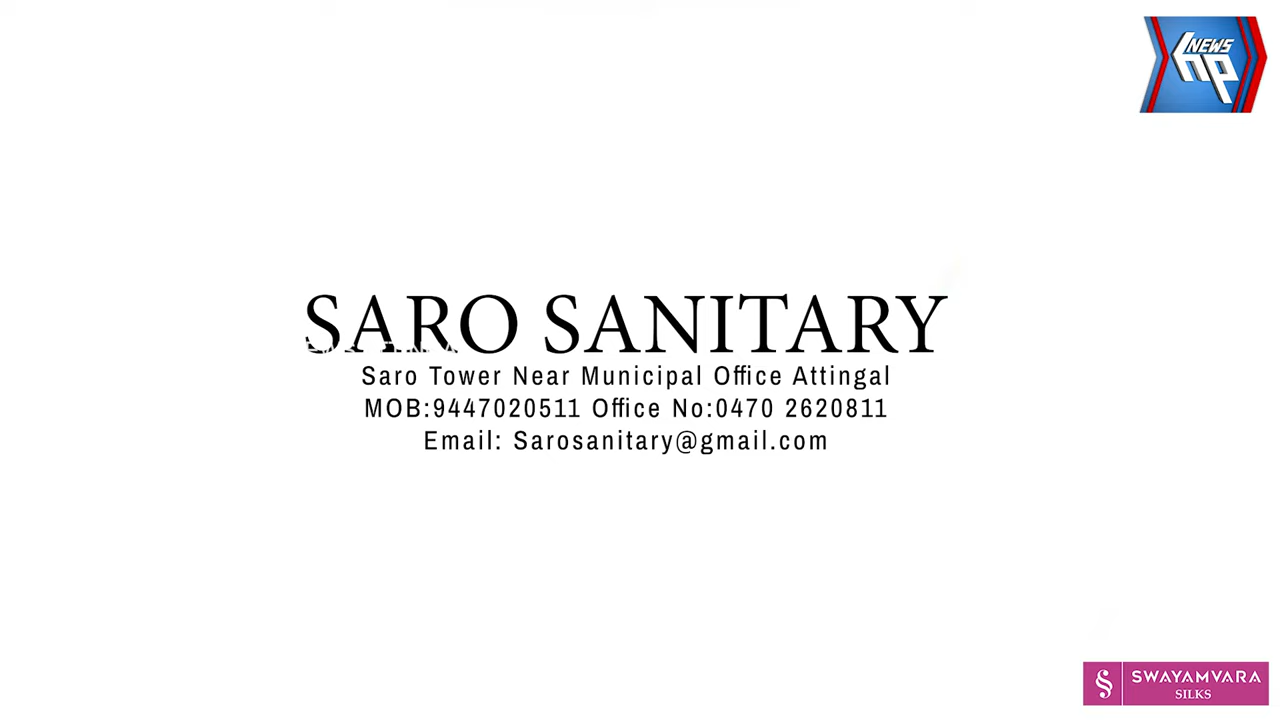 NEWS
np
SARO SANITARY
Saro Tower Near Municipal Office Attingal
MOB:9447020511 Office No:0470 2620811
Email: Sarosanitary@gmail.com
SWAYAMVARA
SILKS